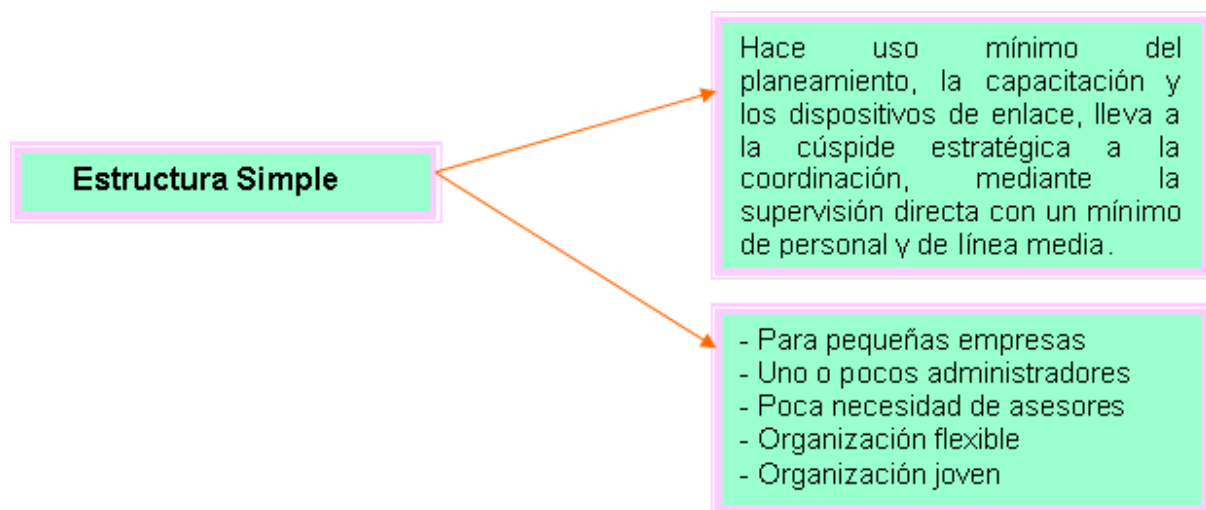 Estructura Simple
Hace uso mínimo del
planeamiento, la capacitación y
los dispositivos de enlace, lleva a
la cúspide estratégica a la
coordinación, mediante la
supervisión directa con un mínimo
de personal y de línea media.
- Para pequeñas empresas
- Uno o pocos administradores
- Poca necesidad de asesores
- Organización flexible
- Organización joven